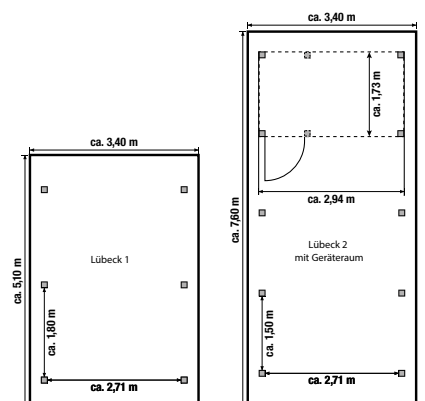 ca. 3,40 m
ca. 1,73 m
ca. 3,40 m
ca. 2,94 m
ca. 7,60 m
Lübeck 1
Lübeck 2
mit Geräteraum
ca. 5,10 m
ca. 1,80 m
ca. 1,50 m
ca. 2,71 m
ca. 2,71 m